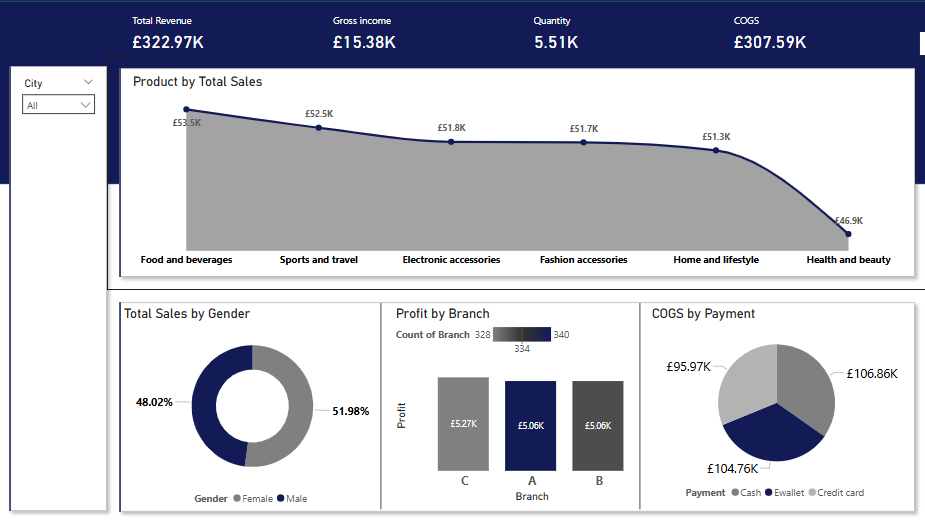 Total Revenue
£322.97K
Gross income
£15.38K
Quantity
5.51K
COGS
£307.59K
City
All
Product by Total Sales
£53.5K
£52.5K
£51.8K
£51.7K
£51.3K
£46.9K
Food and beverages
Sports and travel
Electronic accessories
Fashion accessories
Home and lifestyle
Health and beauty
Total Sales by Gender
48.02%
51.98%
Gender Female Male
Profit by Branch
Count of Branch 328 340
334
Profit
£5.27K
£5.06K
£5.06K
C
A
B
Branch
COGS by Payment
£95.97K
£106.86K
£104.76K
Payment Cash Ewallet Credit card